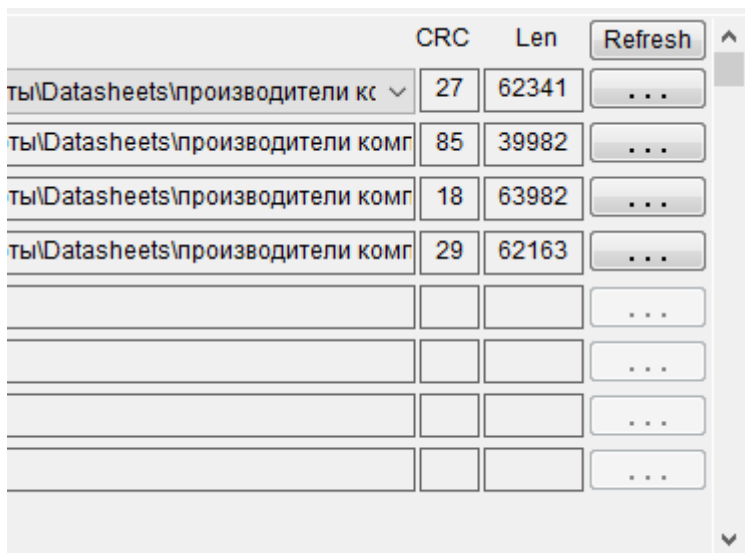 CRC Len Refresh
ты\Datasheets\производители кс 27 62341 ...
ты\Datasheets\производители комп 85 39982 ...
ты\Datasheets\производители комп 18 63982 ...
ты\Datasheets\производители комп 29 62163 ...
...
...
...
...